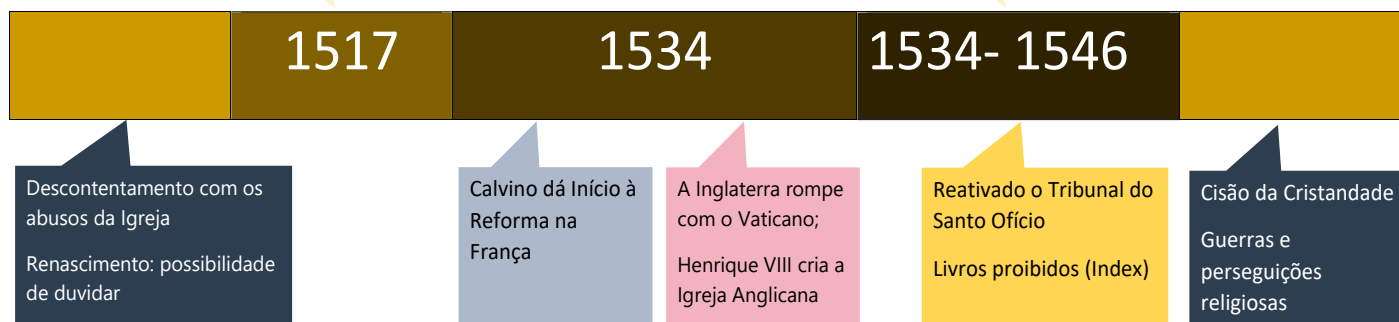 1517
1534
1534- 1546
Descontentamento com os
abusos da Igreja
Renascimento: possibilidade
de duvidar
Calvino dá Início à
Reforma na
França
A Inglaterra rompe
com o Vaticano;
Henrique VIII cria a
Igreja Anglicana
Reativado o Tribunal do
Santo Ofício
Livros proibidos (Index)
Cisão da Cristandade
Guerras e
perseguições
religiosas